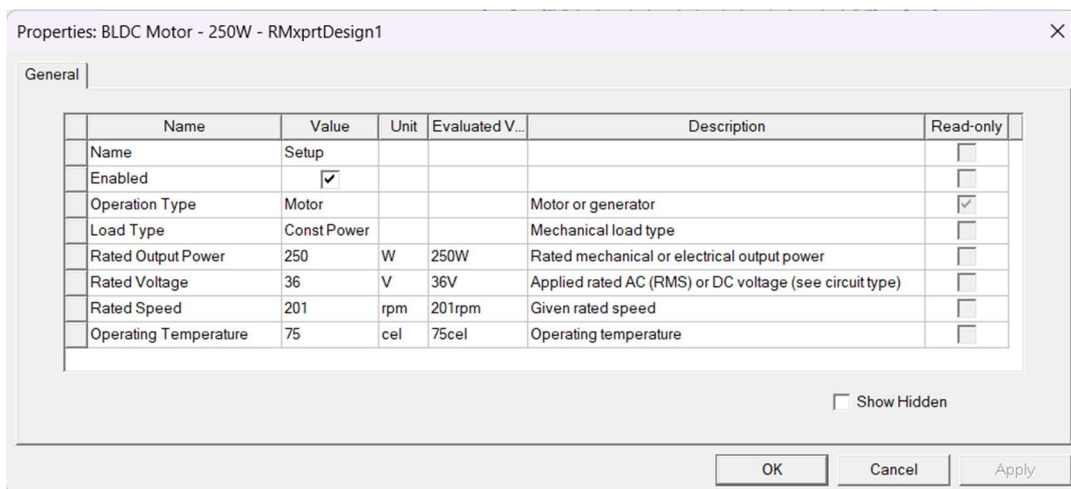 Properties: BLDC Motor - 250W - RMxprtDesign1
General
Name Value Unit Evaluated V... Description Read-only
Name Setup
Enabled
Operation Type Motor Motor or generator
Load Type Const Power Mechanical load type
Rated Output Power 250 W 250W Rated mechanical or electrical output power
Rated Voltage 36 V 36V Applied rated AC (RMS) or DC voltage (see circuit type)
Rated Speed 201 rpm 201rpm Given rated speed
Operating Temperature 75 cel 75cel Operating temperature
Show Hidden
OK Cancel Apply